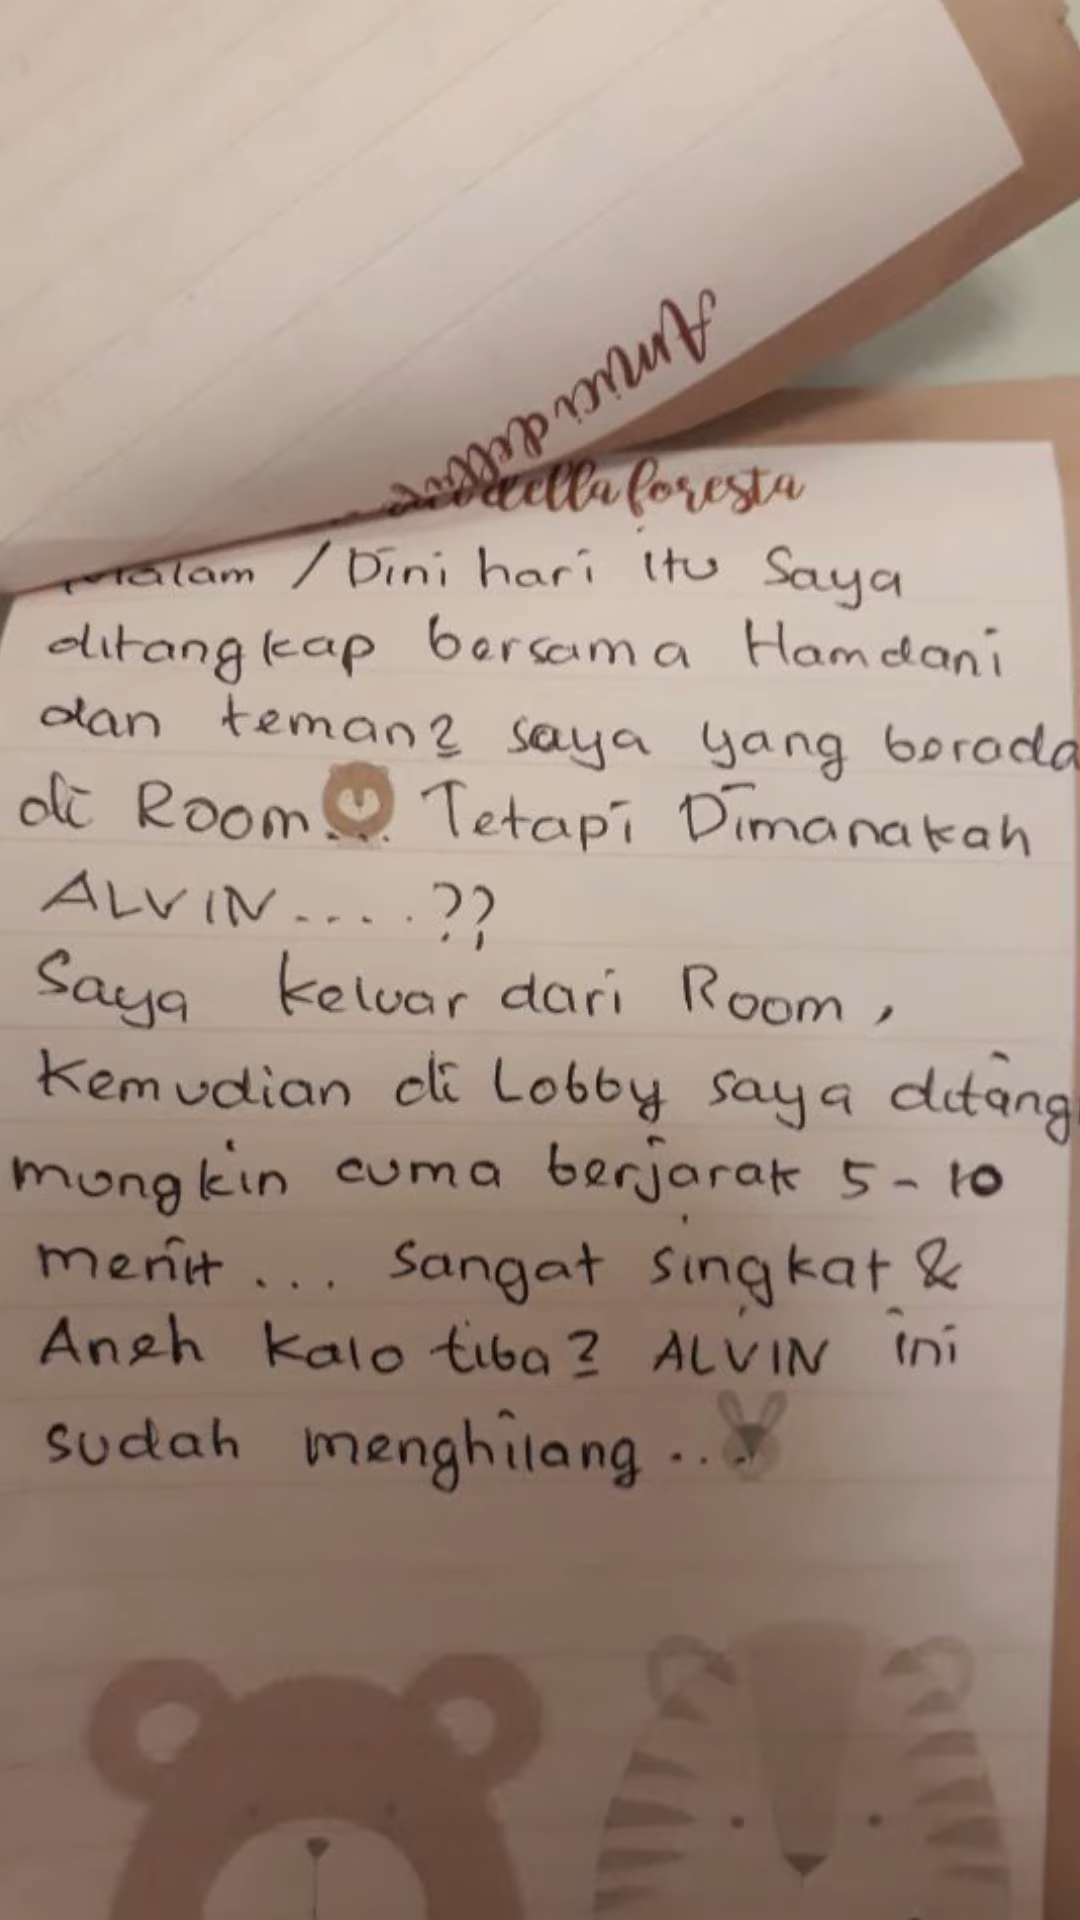 Amici della
della foresta
Malam / Dini hari itu Saya
ditangkap bersama Hamdani
dan teman2 saya yang berada
di Room... Tetapi Dimanakah
ALVIN.....??
Saya keluar dari Room,
Kemudian di Lobby saya ditang
mungkin cuma berjarak 5-10
menit... sangat singkat &
Aneh kalo tiba2 ALVIN ini
sudah menghilang...